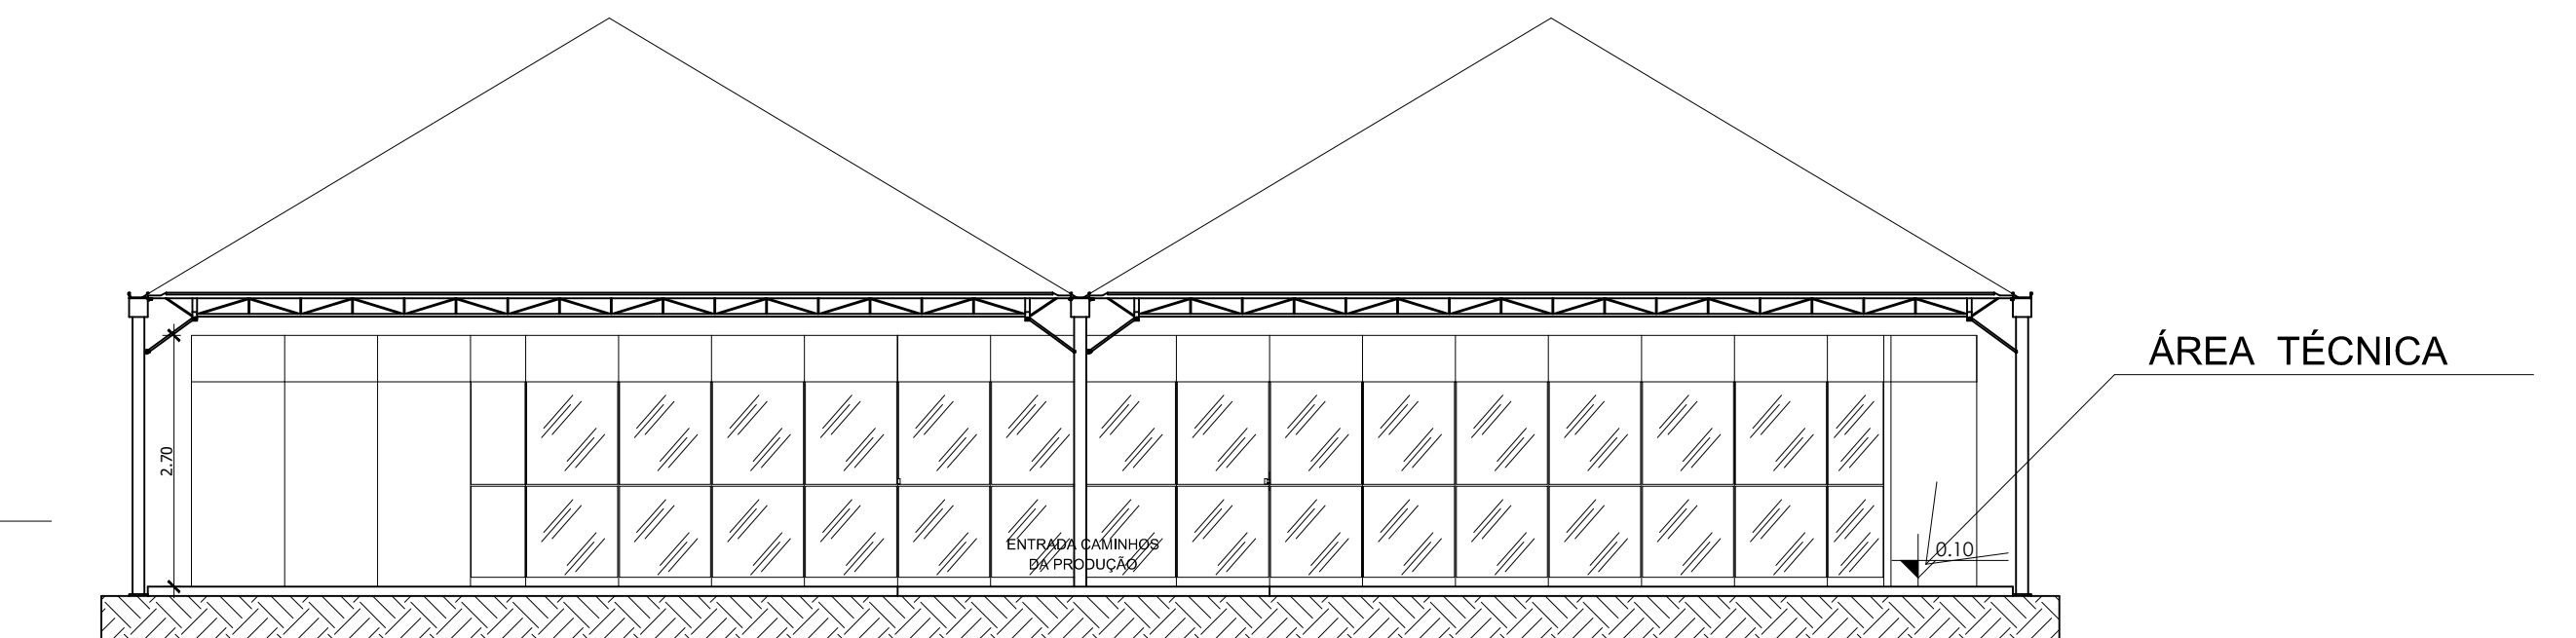 ÁREA TÉCNICA
2.70
ENTRADA CAMINHOS
DA PRODUÇÃO
0.10